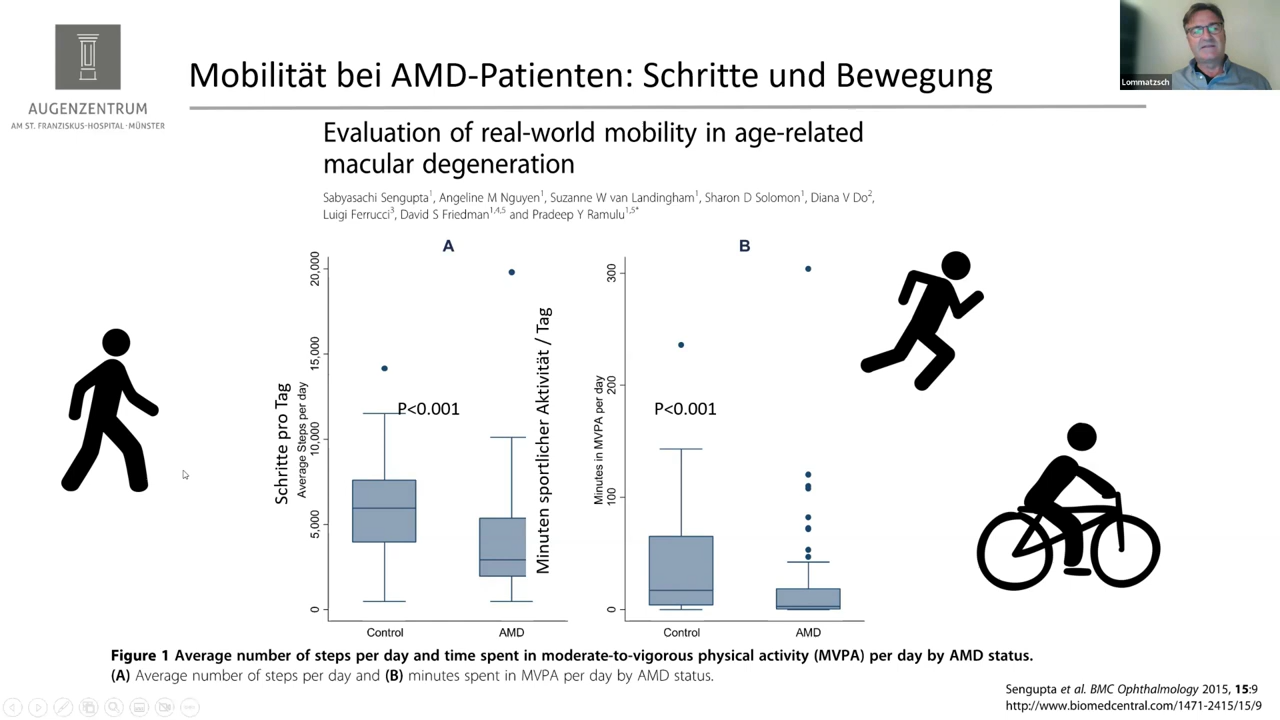 AUGENZENTRUM
AM ST. FRANZISKUS-HOSPITAL·MÜNSTER
Mobilität bei AMD-Patienten: Schritte und Bewegung
Lommatzsch
Evaluation of real-world mobility in age-related
macular degeneration
Sabyasachi Sengupta1, Angeline M Nguyen1, Suzanne W van Landingham1, Sharon D Solomon1, Diana V Do2,
Luigi Ferrucci3, David S Friedman1,4,5 and Pradeep Y Ramulu1,5*
A
Schritte pro Tag
Average Steps per day
20,000
15,000
10,000
5,000
0
P<0.001
Control
AMD
B
Minuten sportlicher Aktivität / Tag
Minutes in MVPA per day
300
200
100
0
P<0.001
Control
AMD
Figure 1 Average number of steps per day and time spent in moderate-to-vigorous physical activity (MVPA) per day by AMD status.
(A) Average number of steps per day and (B) minutes spent in MVPA per day by AMD status.
Sengupta et al. BMC Ophthalmology 2015, 15:9
http://www.biomedcentral.com/1471-2415/15/9